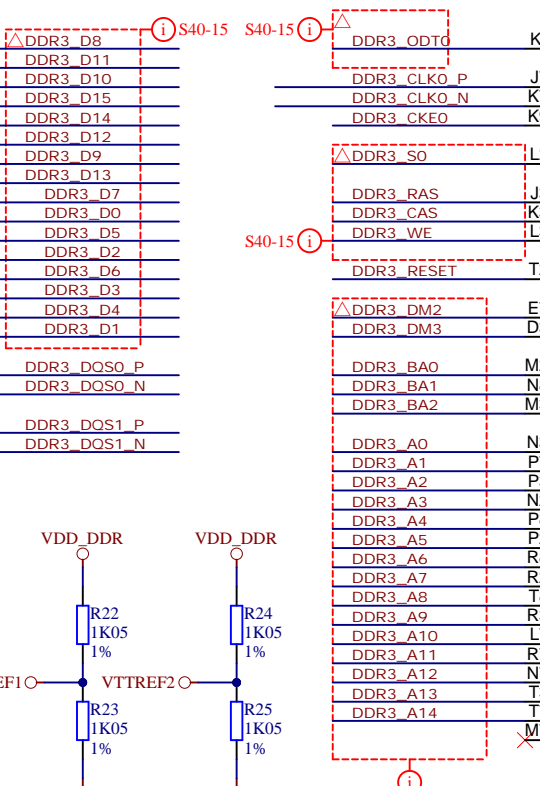 S40-15
DDR3_D8
DDR3_D11
DDR3_D10
DDR3_D15
DDR3_D14
DDR3_D12
DDR3_D9
DDR3_D13
DDR3_D7
DDR3_D0
DDR3_D5
DDR3_D2
DDR3_D6
DDR3_D3
DDR3_D4
DDR3_D1
DDR3_DQS0_P
DDR3_DQS0_N
DDR3_DQS1_P
DDR3_DQS1_N
S40-15
DDR3_ODT0
DDR3_CLK0_P
DDR3_CLK0_N
DDR3_CKE0
DDR3_S0
DDR3_RAS
DDR3_CAS
S40-15
DDR3_WE
DDR3_RESET
DDR3_DM2
DDR3_DM3
DDR3_BA0
DDR3_BA1
DDR3_BA2
DDR3_A0
DDR3_A1
DDR3_A2
DDR3_A3
DDR3_A4
DDR3_A5
DDR3_A6
DDR3_A7
DDR3_A8
DDR3_A9
DDR3_A10
DDR3_A11
DDR3_A12
DDR3_A13
DDR3_A14
VDD_DDR
R22
1K05
1%
EF1
R23
1K05
1%
VDD_DDR
R24
1K05
1%
VTTREF2
R25
1K05
1%